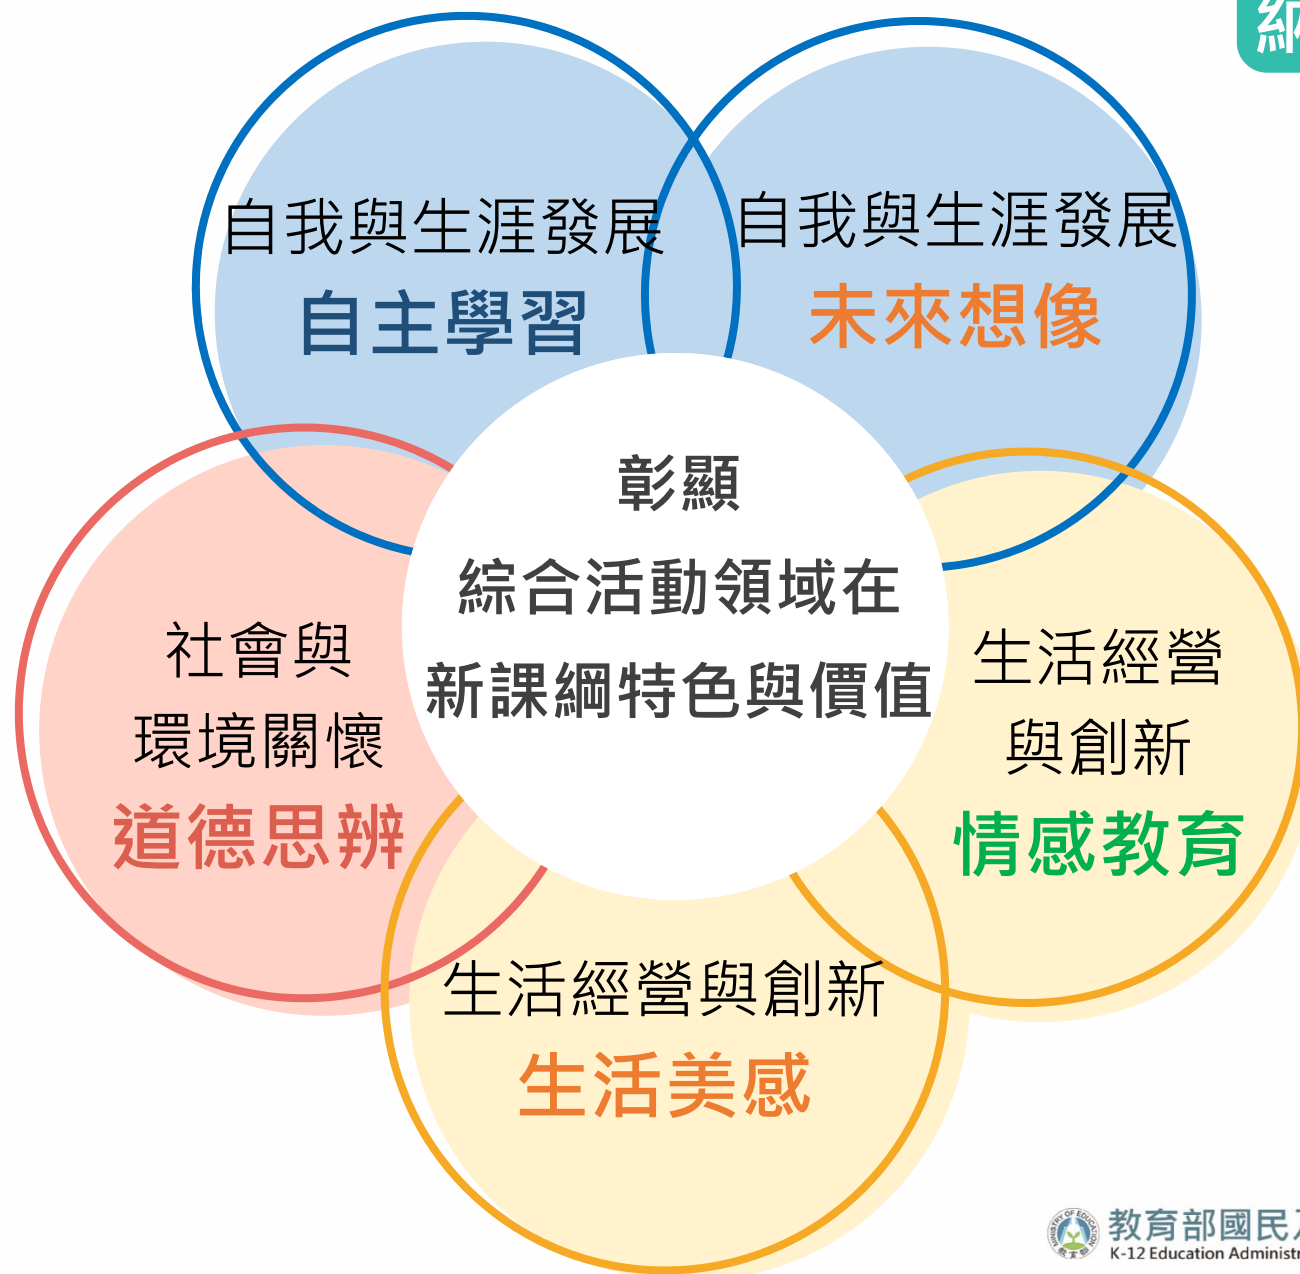 自我與生涯發展
自主學習
自我與生涯發展
未來想像
彰顯
綜合活動領域在
新課綱特色與價值
社會與
環境關懷
道德思辨
生活經營
與創新
情感教育
生活經營與創新
生活美感
教育部國民
K-12 Education